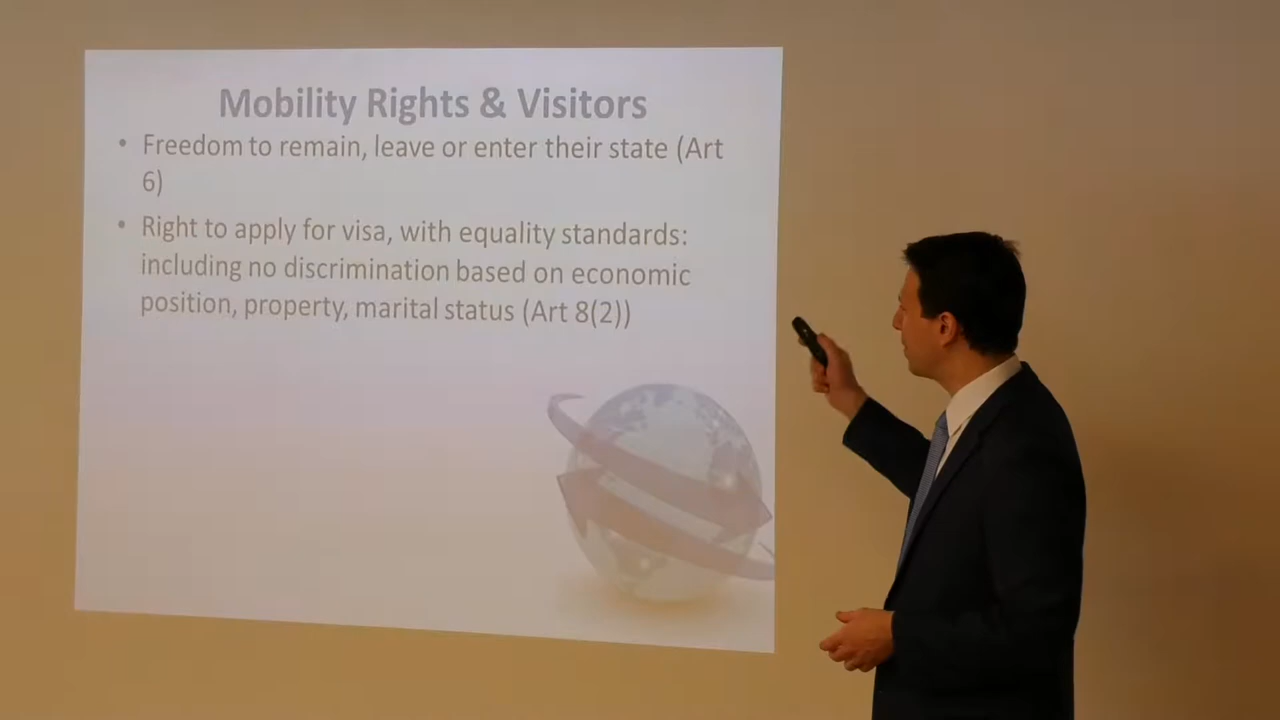 Mobility Rights & Visitors
• Freedom to remain, leave or enter their state (Art
6)
• Right to apply for visa, with equality standards:
including no discrimination based on economic
position, property, marital status (Art 8(2))